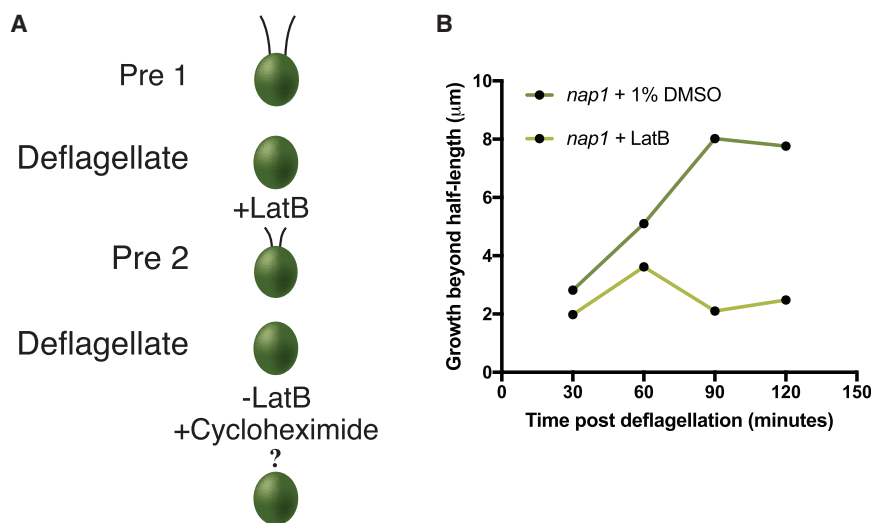 A
Pre 1
Deflagellate
+LatB
Pre 2
Deflagellate
-LatB
+Cycloheximide
?
B
Growth beyond half-length (μm)
10
8
6
4
2
0
nap1 + 1% DMSO
nap1 + LatB
0 30 60 90 120 150
Time post deflagellation (minutes)